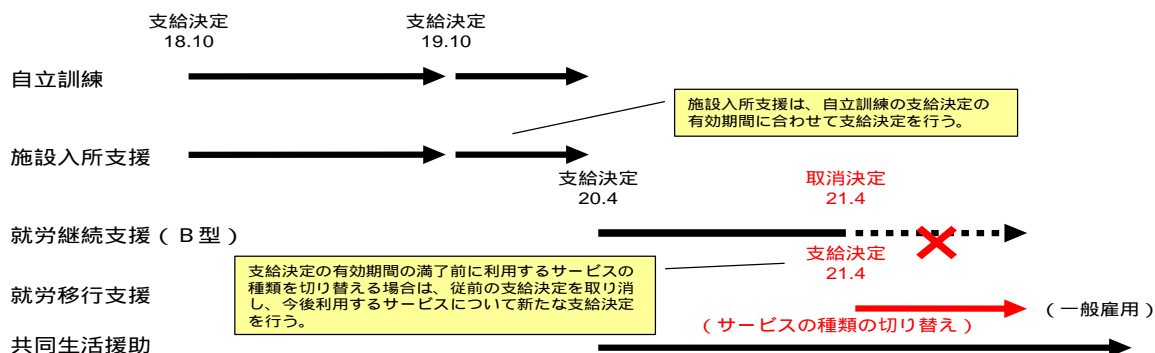 支給決定
18.10
支給決定
19.10
自立訓練
施設入所支援は、自立訓練の支給決定の
有効期間に合わせて支給決定を行う。
施設入所支援
支給決定
20.4
取消決定
21.4
就労継続支援(B型)
支給決定
21.4
支給決定の有効期間の満了前に利用するサービスの
種類を切り替える場合は、従前の支給決定を取り消
し、今後利用するサービスについて新たな支給決定
を行う。
就労移行支援
(一般雇用)
(サービスの種類の切り替え)
共同生活援助